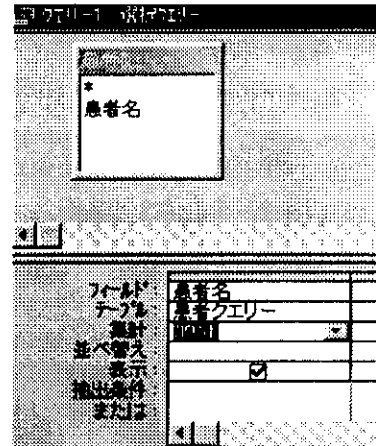 クエリー1 : 選択クエリー
*
患者名
フィールド:
患者名
テーブル:
患者クエリー
集計:
並べ替え:
表示:
抽出条件:
または: